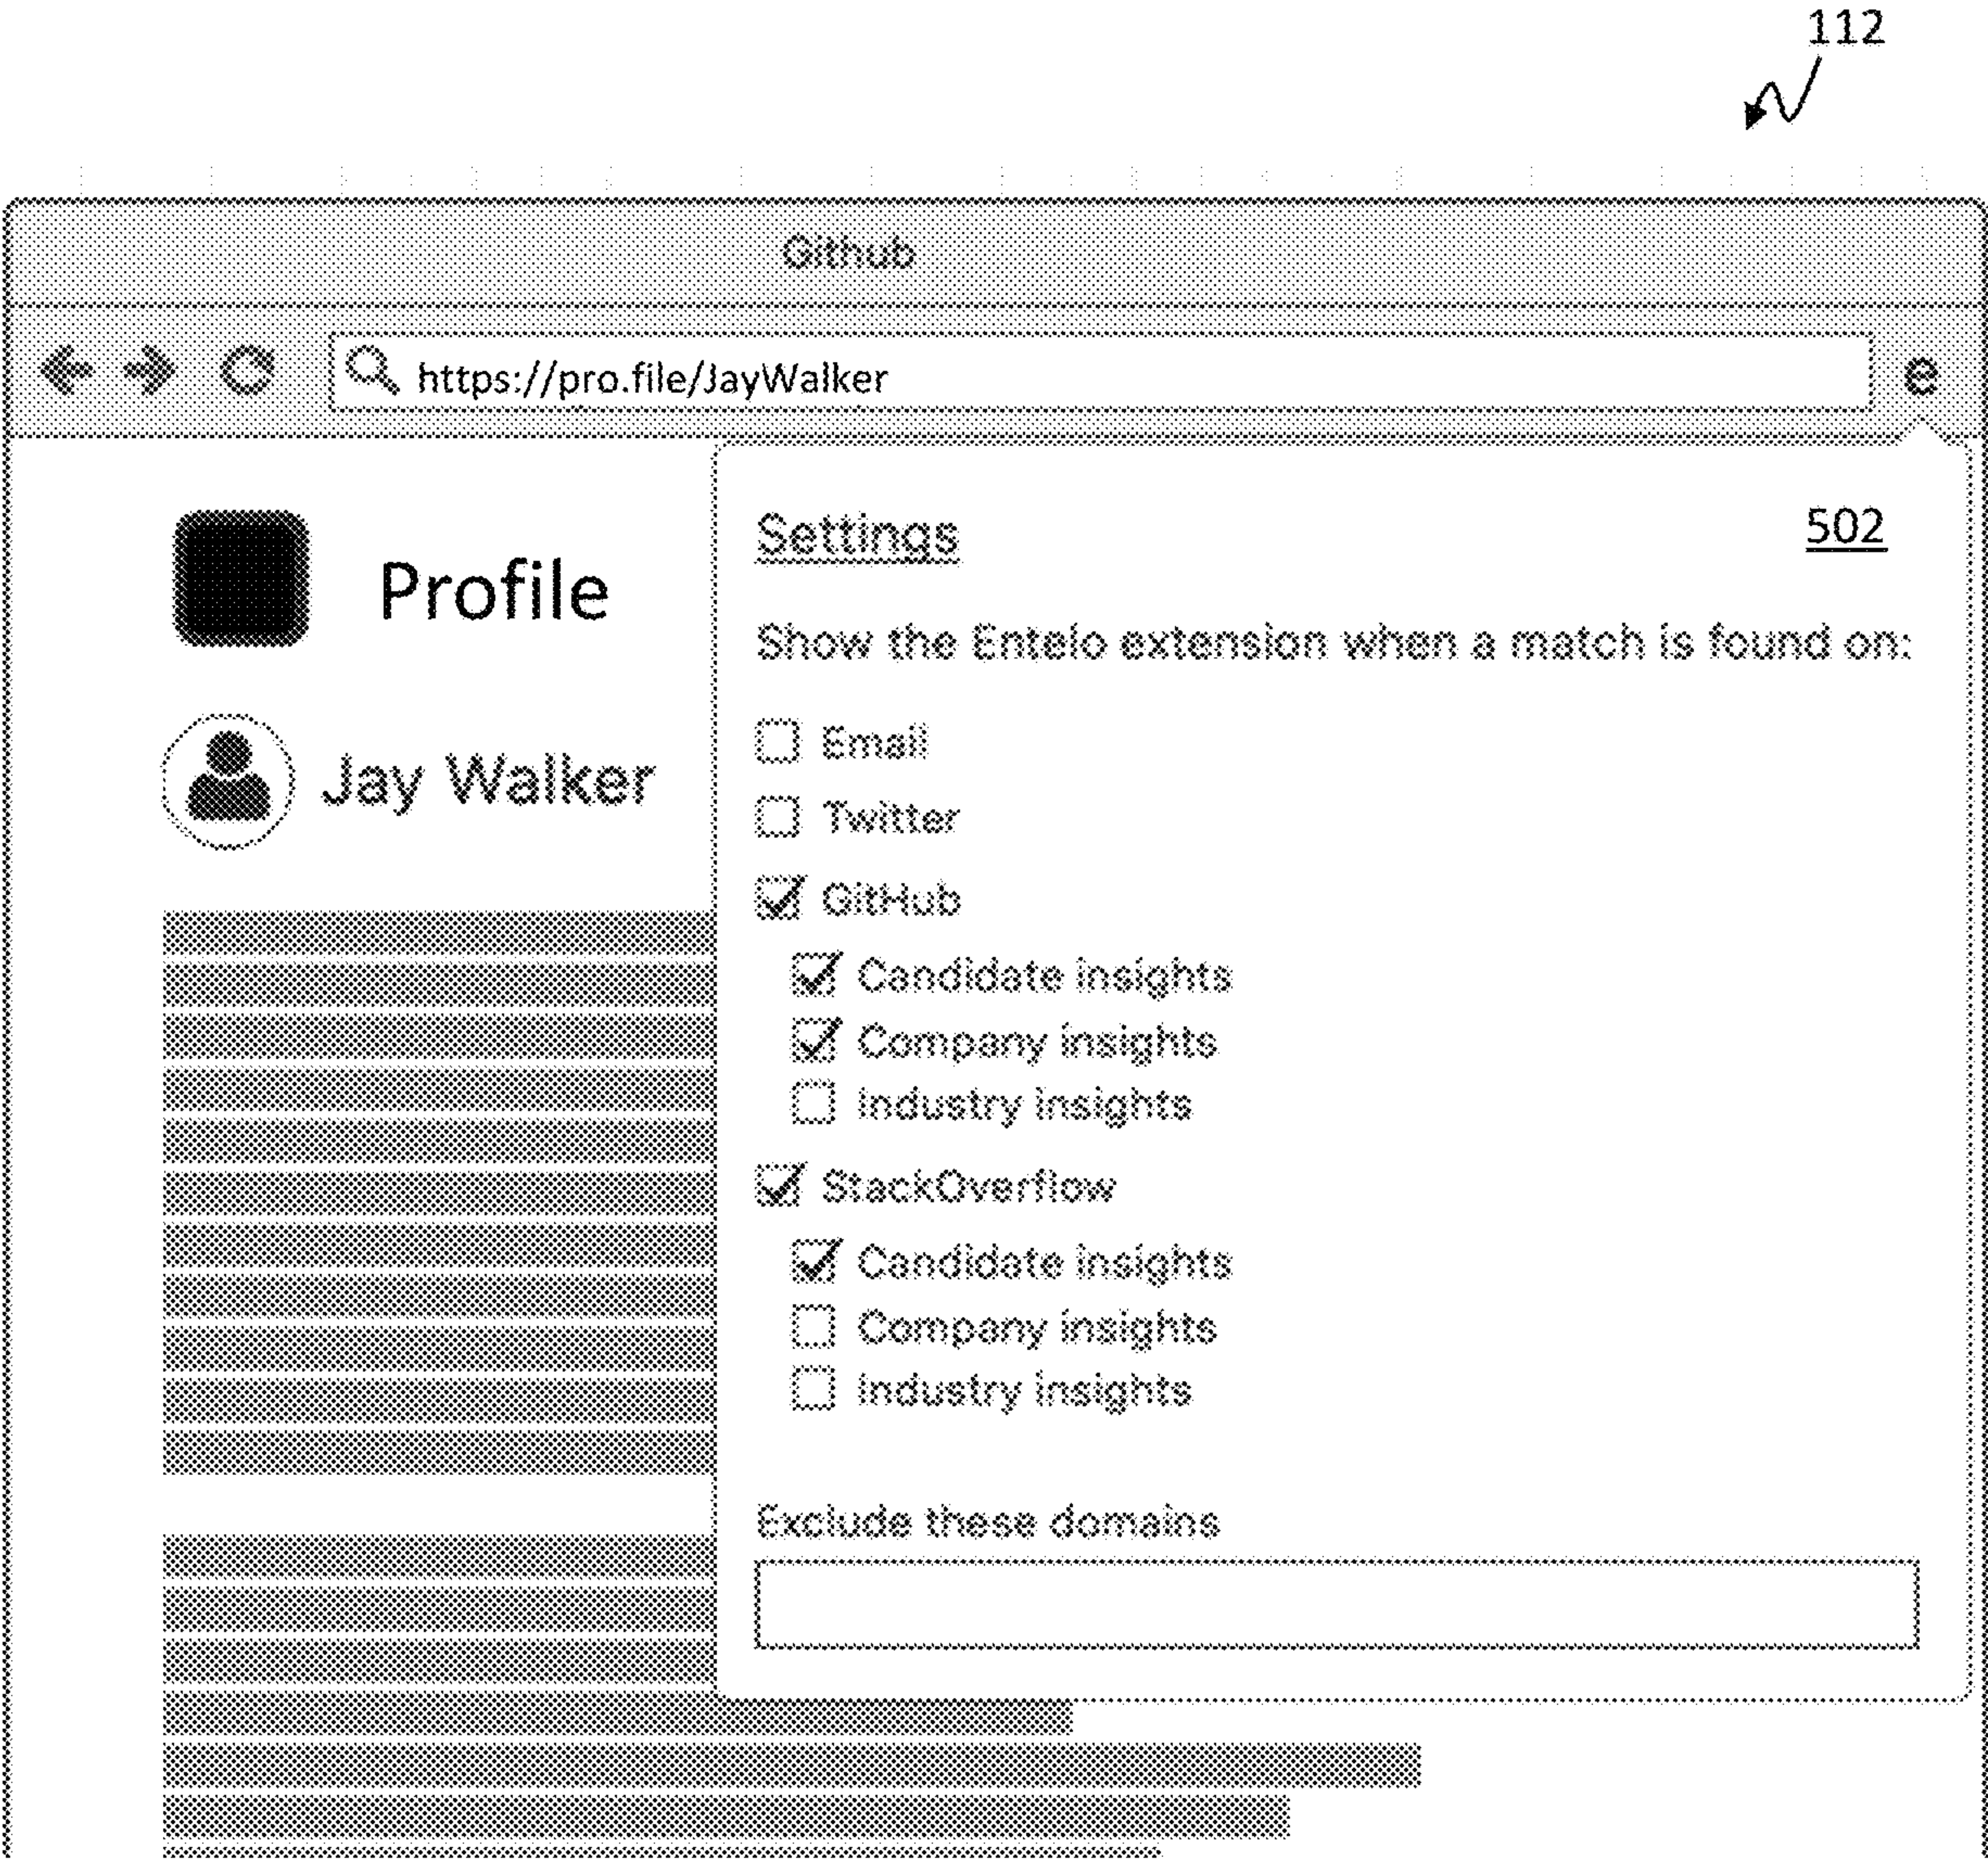 112
Github
https://pro.file/JayWalker
e
Profile
Jay Walker
Settings
502
Show the Entelo extension when a match is found on:
Email
Twitter
GitHub
Candidate insights
Company insights
Industry insights
StackOverflow
Candidate insights
Company insights
Industry insights
Exclude these domains